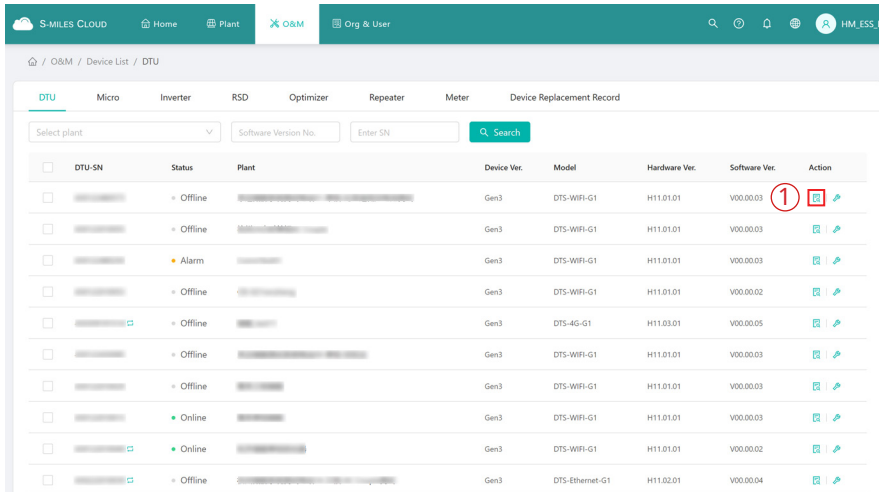 S-MILES CLOUD Home Plant O&M Org & User HM_ESS_
/ O&M / Device List / DTU
DTU Micro Inverter RSD Optimizer Repeater Meter Device Replacement Record
Select plant Software Version No. Enter SN Search
DTU-SN Status Plant Device Ver. Model Hardware Ver. Software Ver. Action
Offline Gen3 DTS-WIFI-G1 H11.01.01 V00.00.03 1
Offline Gen3 DTS-WIFI-G1 H11.01.01 V00.00.03
Alarm Gen3 DTS-WIFI-G1 H11.01.01 V00.00.03
Offline Gen3 DTS-WIFI-G1 H11.01.01 V00.00.02
Offline Gen3 DTS-4G-G1 H11.03.01 V00.00.05
Offline Gen3 DTS-WIFI-G1 H11.01.01 V00.00.03
Offline Gen3 DTS-WIFI-G1 H11.01.01 V00.00.03
Online Gen3 DTS-WIFI-G1 H11.01.01 V00.00.03
Online Gen3 DTS-WIFI-G1 H11.01.01 V00.00.02
Offline Gen3 DTS-Ethernet-G1 H11.02.01 V00.00.04